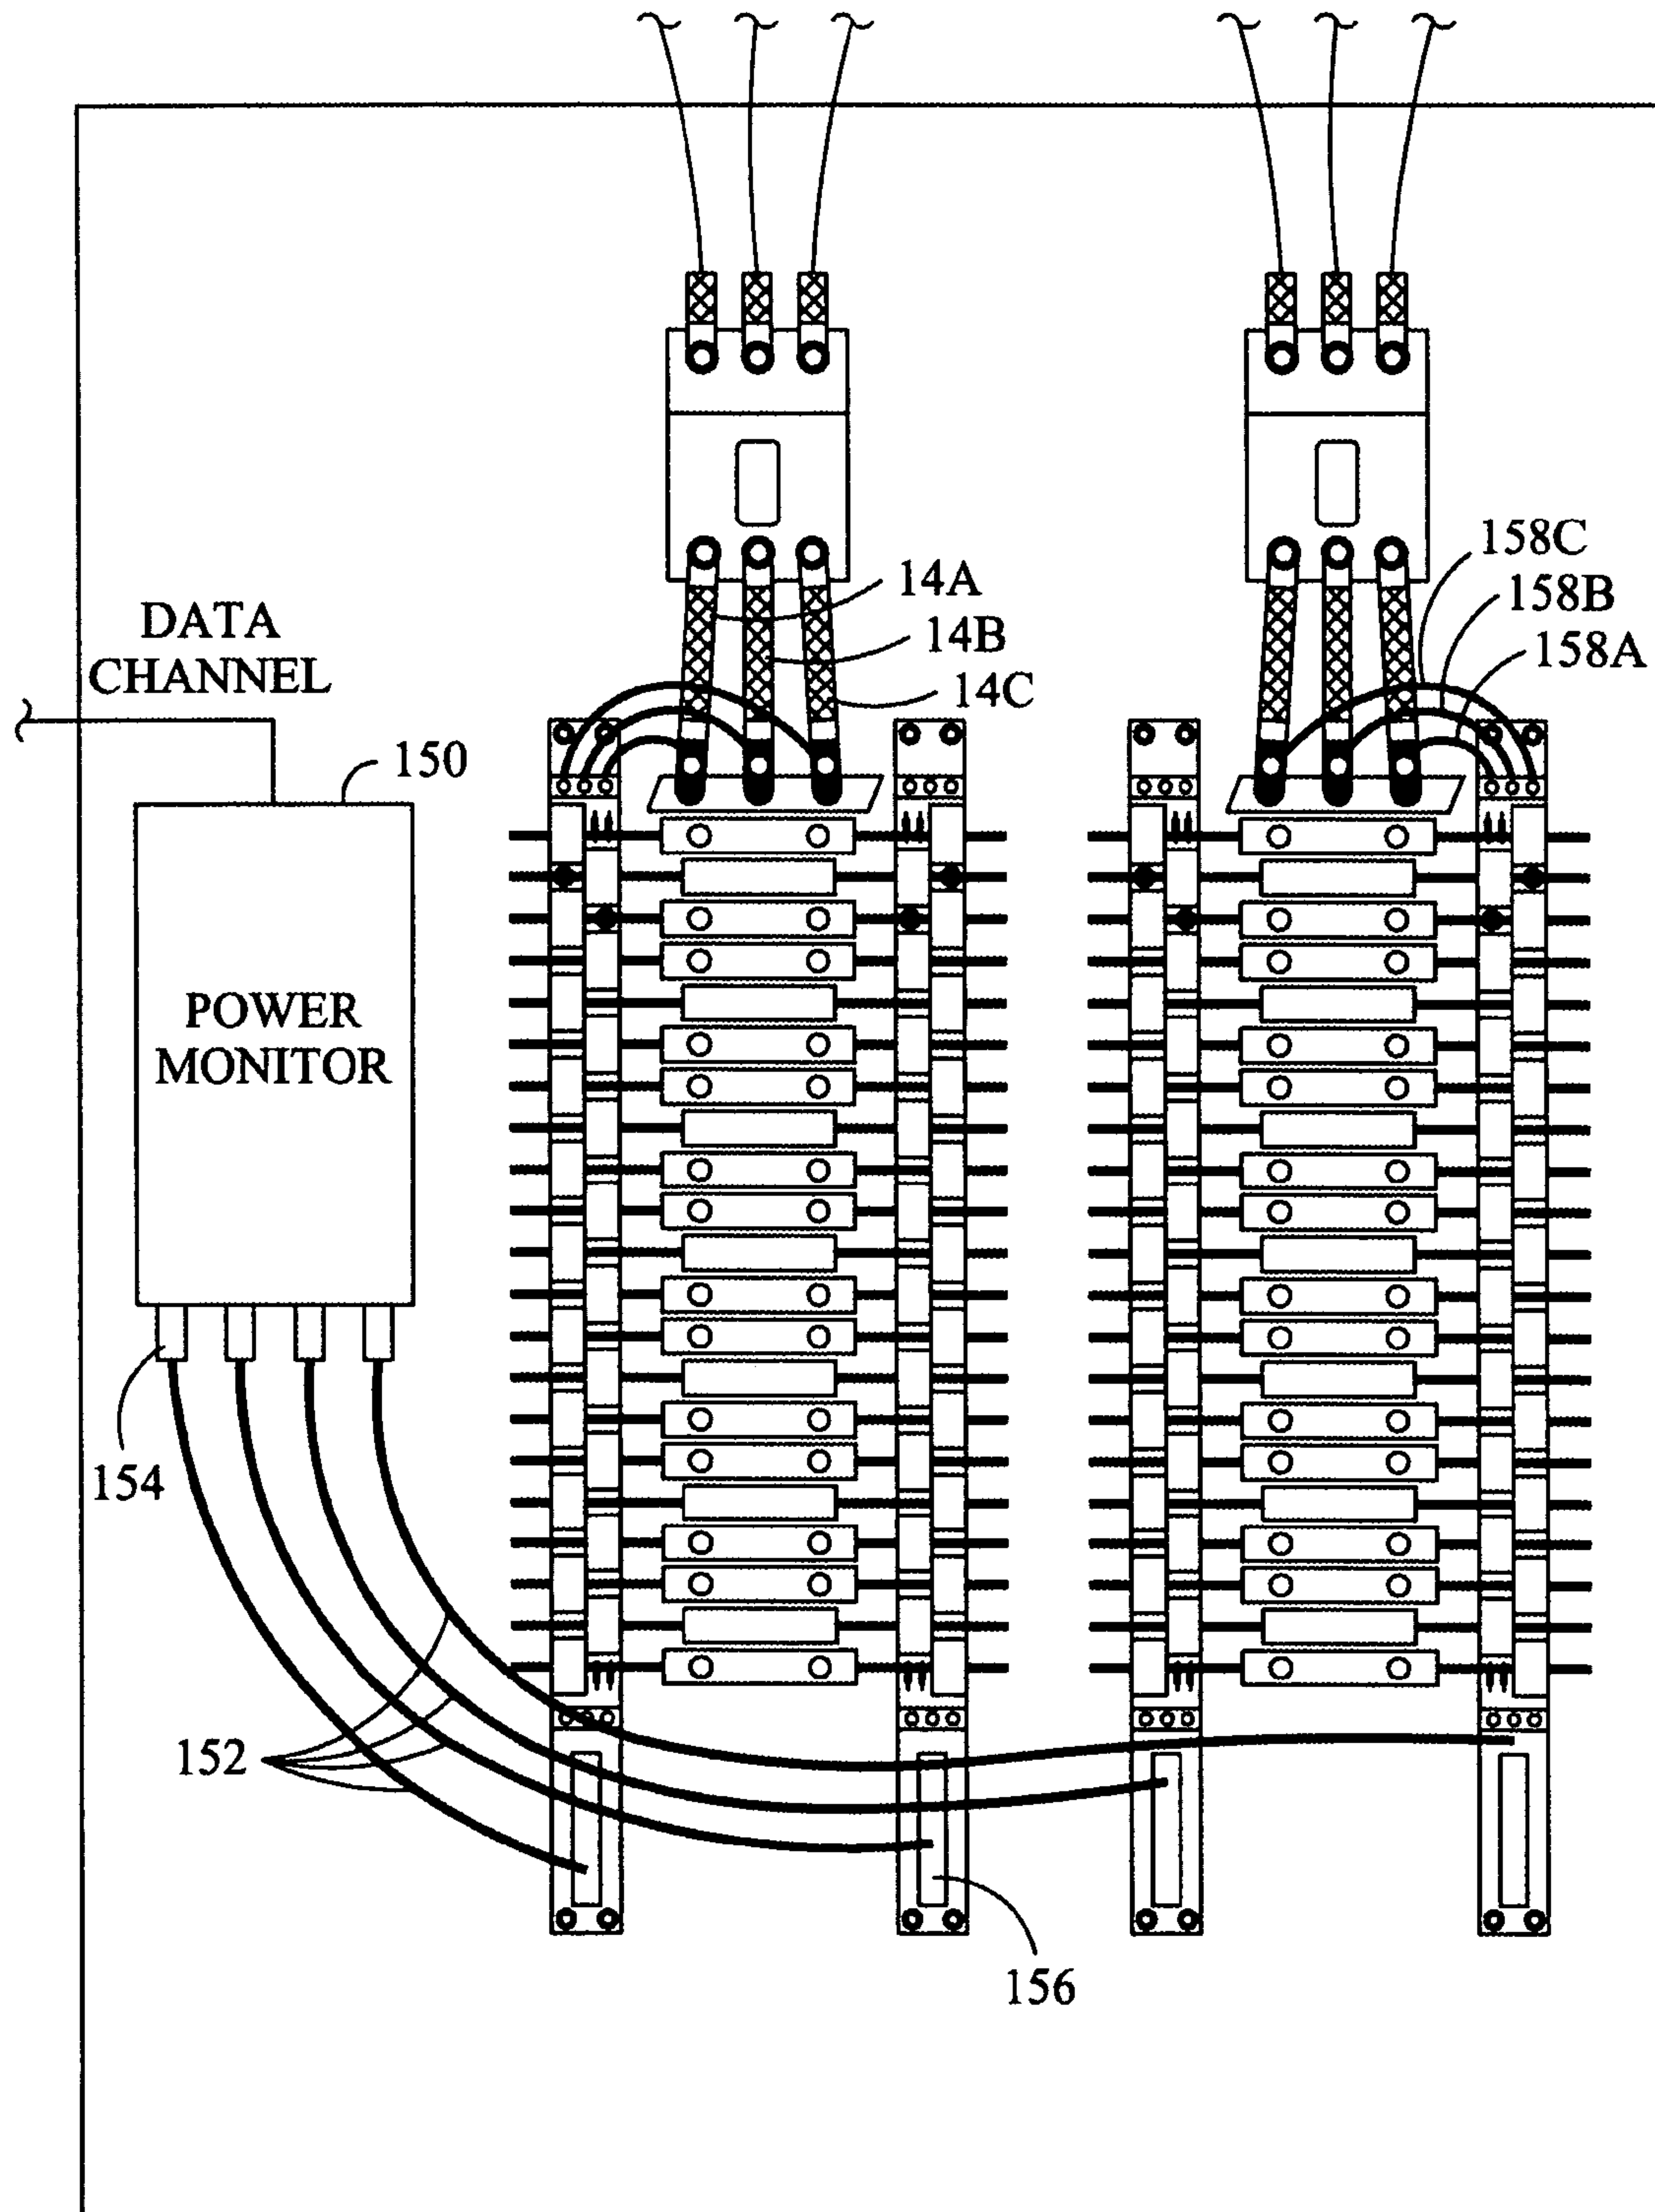 158C
158B
158A
14A
14B
14C
DATA
CHANNEL
150
POWER
MONITOR
154
152
156